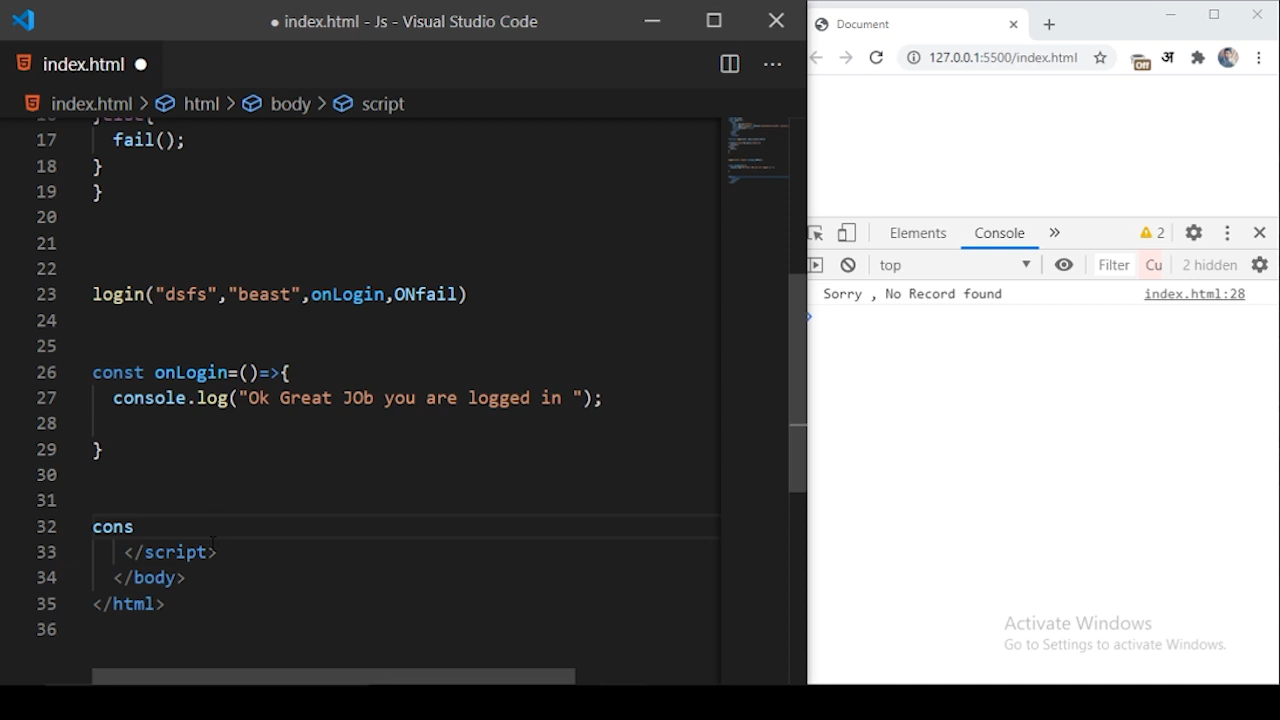 ● index.html - Js - Visual Studio Code
index.html ●
index.html > html > body > script
16 }else{
17 fail();
18 }
19 }
20
21
22
23 login("dsfs","beast",onLogin,ONfail)
24
25
26 const onLogin=()=>{
27 console.log("Ok Great JOb you are logged in ");
28
29 }
30
31
32 cons
33 </script>
34 </body>
35 </html>
36
Document
127.0.0.1:5500/index.html
Off अ
Elements Console 2
top Filter Cu 2 hidden
Sorry , No Record found index.html:28
Activate Windows
Go to Settings to activate Windows.